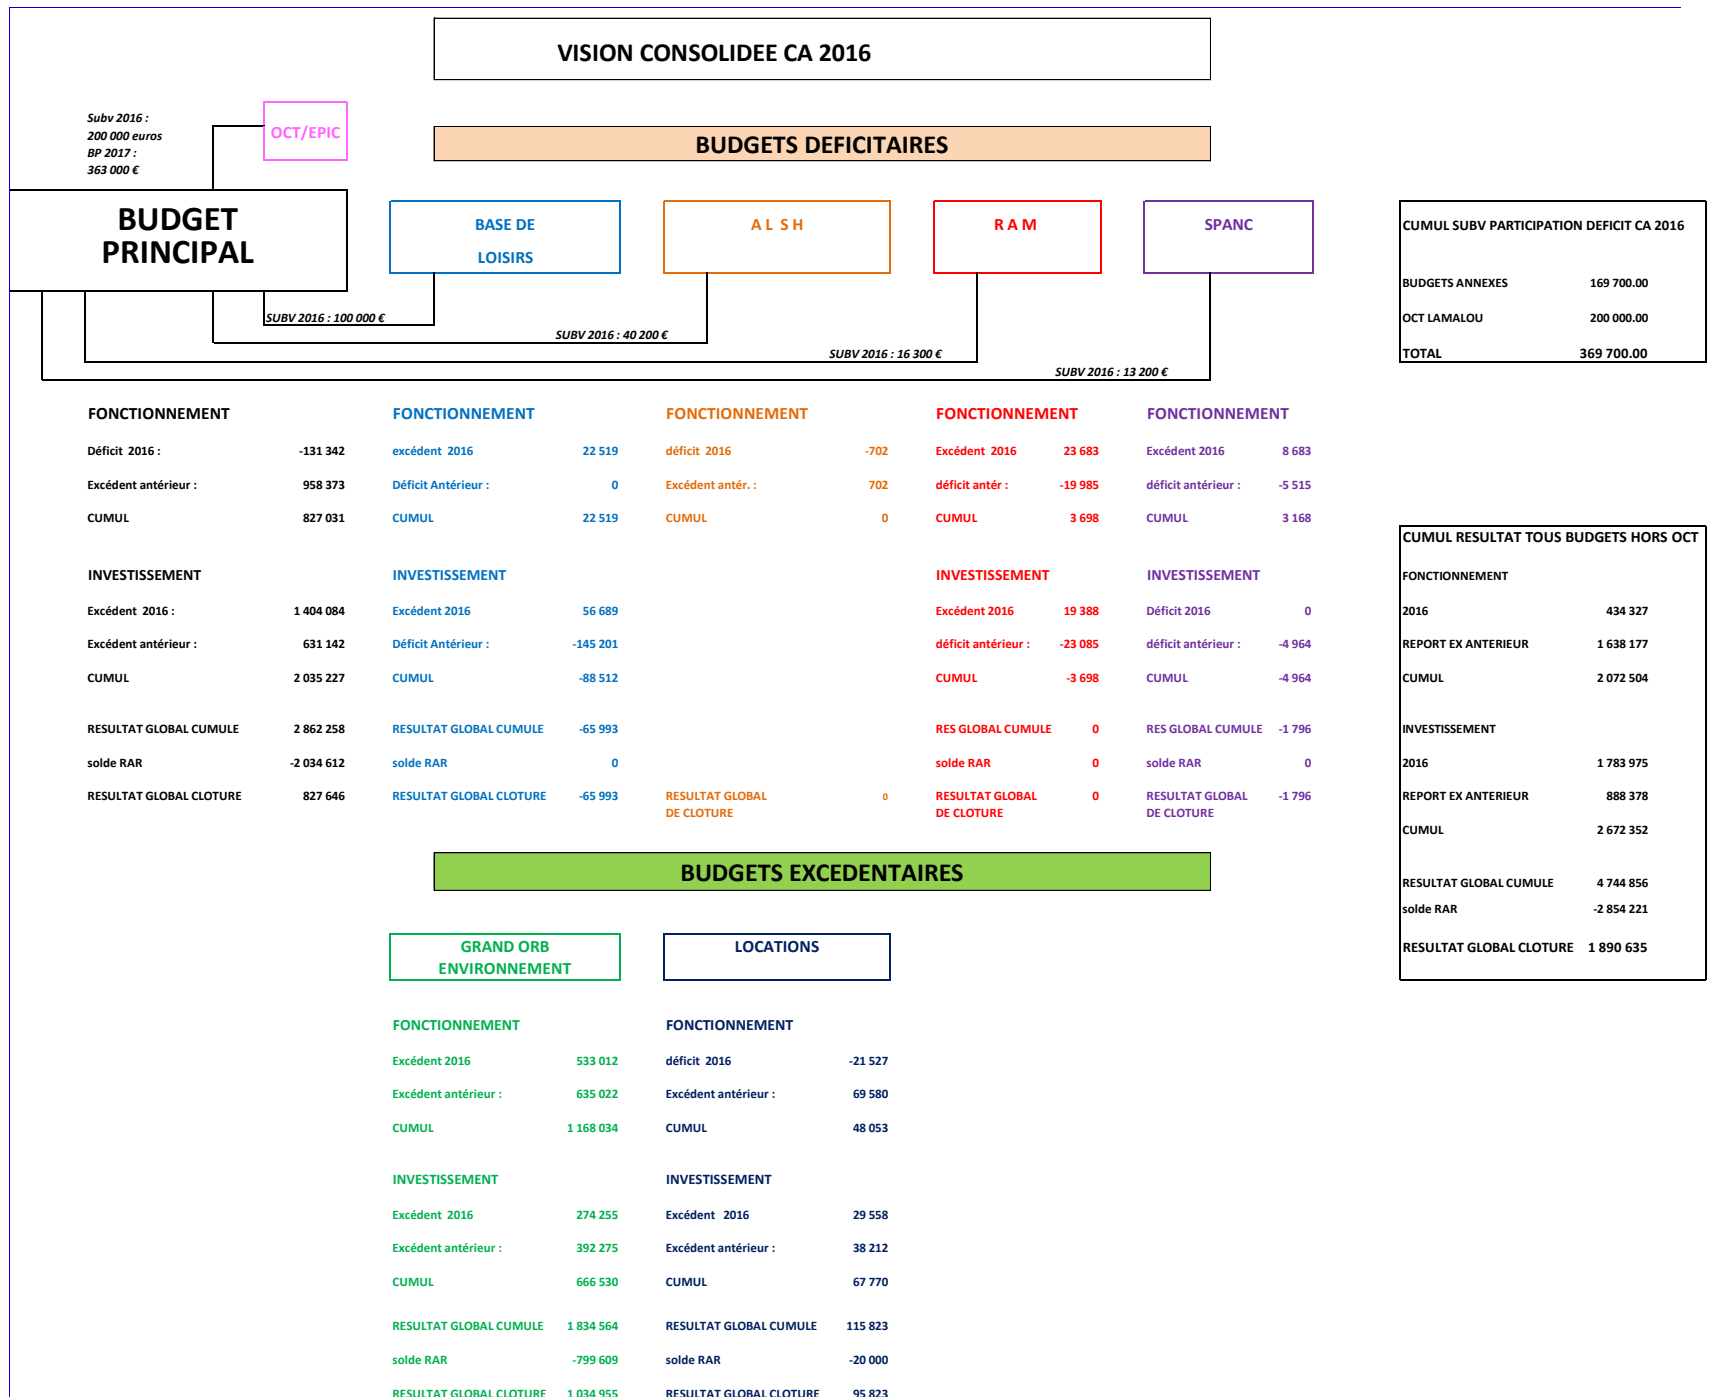 VISION CONSOLIDEE CA 2016
Subv 2016 :
200 000 euros
BP 2017 :
363 000 €
OCT/EPIC
BUDGETS DEFICITAIRES
BUDGET
PRINCIPAL
BASE DE
LOISIRS
A L S H
R A M
SPANC
SUBV 2016 : 100 000 €
SUBV 2016 : 40 200 €
SUBV 2016 : 16 300 €
SUBV 2016 : 13 200 €
CUMUL SUBV PARTICIPATION DEFICIT CA 2016
BUDGETS ANNEXES 169 700.00
OCT LAMALOU 200 000.00
TOTAL 369 700.00
FONCTIONNEMENT
Déficit 2016 : -131 342
Excédent antérieur : 958 373
CUMUL 827 031
INVESTISSEMENT
Excédent 2016 : 1 404 084
Excédent antérieur : 631 142
CUMUL 2 035 227
RESULTAT GLOBAL CUMULE 2 862 258
solde RAR -2 034 612
RESULTAT GLOBAL CLOTURE 827 646
FONCTIONNEMENT
excédent 2016 22 519
Déficit Antérieur : 0
CUMUL 22 519
INVESTISSEMENT
Excédent 2016 56 689
Déficit Antérieur : -145 201
CUMUL -88 512
RESULTAT GLOBAL CUMULE -65 993
solde RAR 0
RESULTAT GLOBAL CLOTURE -65 993
FONCTIONNEMENT
déficit 2016 -702
Excédent antér. : 702
CUMUL 0
RESULTAT GLOBAL 0
DE CLOTURE
FONCTIONNEMENT
Excédent 2016 23 683
déficit antér : -19 985
CUMUL 3 698
INVESTISSEMENT
Excédent 2016 19 388
déficit antérieur : -23 085
CUMUL -3 698
RES GLOBAL CUMULE 0
solde RAR 0
RESULTAT GLOBAL 0
DE CLOTURE
FONCTIONNEMENT
Excédent 2016 8 683
déficit antérieur : -5 515
CUMUL 3 168
INVESTISSEMENT
Déficit 2016 0
déficit antérieur : -4 964
CUMUL -4 964
RES GLOBAL CUMULE -1 796
solde RAR 0
RESULTAT GLOBAL -1 796
DE CLOTURE
CUMUL RESULTAT TOUS BUDGETS HORS OCT
FONCTIONNEMENT
2016 434 327
REPORT EX ANTERIEUR 1 638 177
CUMUL 2 072 504
INVESTISSEMENT
2016 1 783 975
REPORT EX ANTERIEUR 888 378
CUMUL 2 672 352
RESULTAT GLOBAL CUMULE 4 744 856
solde RAR -2 854 221
RESULTAT GLOBAL CLOTURE 1 890 635
BUDGETS EXCEDENTAIRES
GRAND ORB
ENVIRONNEMENT
FONCTIONNEMENT
Excédent 2016 533 012
Excédent antérieur : 635 022
CUMUL 1 168 034
INVESTISSEMENT
Excédent 2016 274 255
Excédent antérieur : 392 275
CUMUL 666 530
RESULTAT GLOBAL CUMULE 1 834 564
solde RAR -799 609
RESULTAT GLOBAL CLOTURE 1 034 955
LOCATIONS
FONCTIONNEMENT
déficit 2016 -21 527
Excédent antérieur : 69 580
CUMUL 48 053
INVESTISSEMENT
Excédent 2016 29 558
Excédent antérieur : 38 212
CUMUL 67 770
RESULTAT GLOBAL CUMULE 115 823
solde RAR -20 000
RESULTAT GLOBAL CLOTURE 95 823